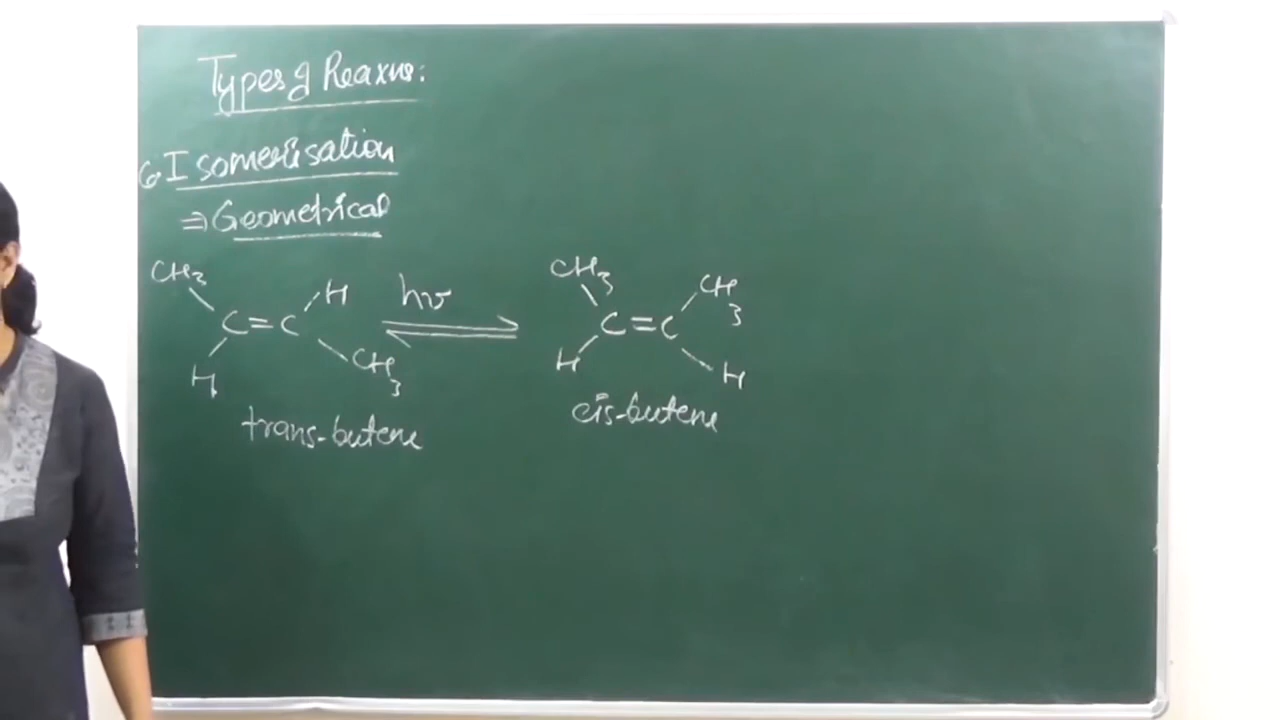 Types of Reaxns:
6. Isomerisation
⇒ Geometrical
CH3 H hν CH3 CH3
C=C ⇌ C=C
H CH3 H H
trans-butene cis-butene